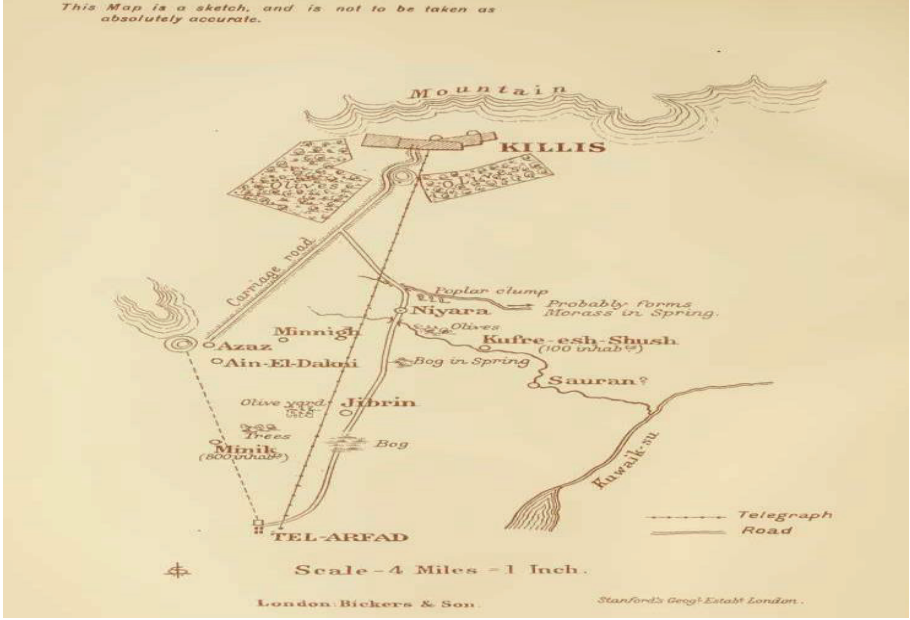 This Map is a sketch, and is not to be taken as
absolutely accurate.
Mountain
KILLIS
Olives
Olives
Carriage road
Poplar clump
Probably forms
Morass in Spring.
Niyara
Olives
Minnigh
Azaz
Kufre-esh-Shush
(100 inhabts)
Ain-El-Dakni
Bog in Spring
Sauran?
Olive yard
Jibrin
Trees
Bog
Minik
(800 inhabts)
Kuwaik-su
Telegraph
Road
TEL-ARFAD
Scale - 4 Miles = 1 Inch.
London: Bickers & Son.
Stanford's Geogl. Estabt. London.